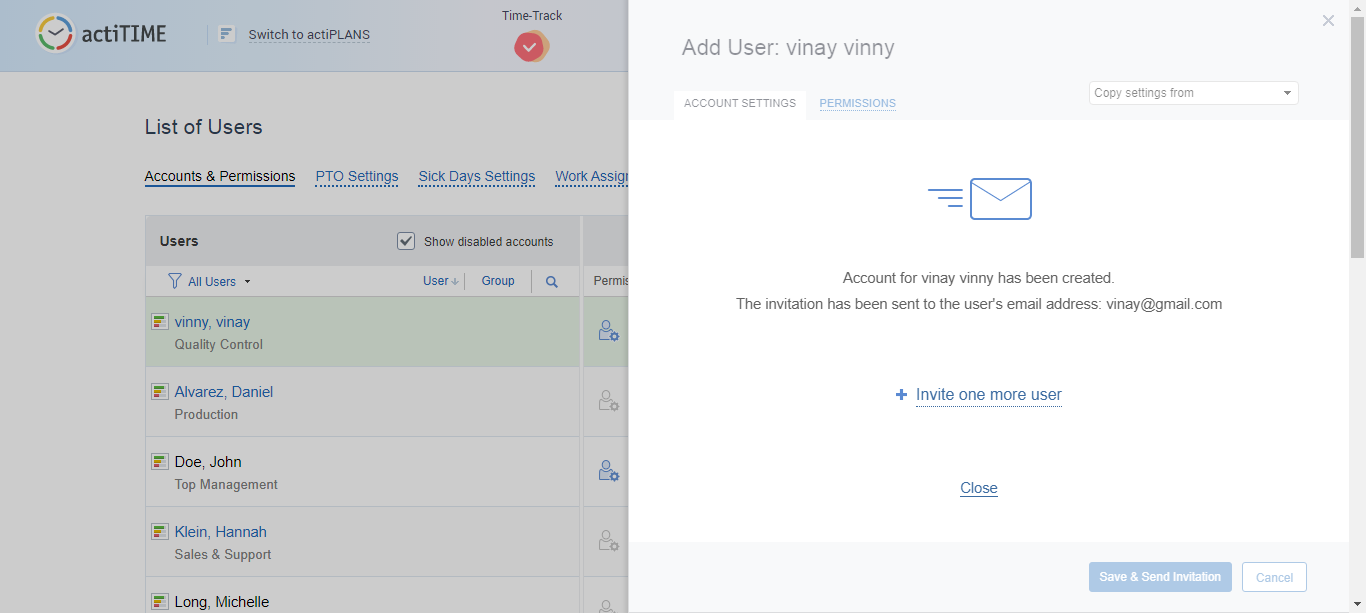 actiTIME
Switch to actiPLANS
Time-Track
List of Users
Accounts & Permissions PTO Settings Sick Days Settings Work Assign
Users
Show disabled accounts
All Users User Group Permis
vinny, vinay
Quality Control
Alvarez, Daniel
Production
Doe, John
Top Management
Klein, Hannah
Sales & Support
Long, Michelle
Add User: vinay vinny
ACCOUNT SETTINGS PERMISSIONS
Copy settings from
Account for vinay vinny has been created.
The invitation has been sent to the user's email address: vinay@gmail.com
Invite one more user
Close
Save & Send Invitation Cancel